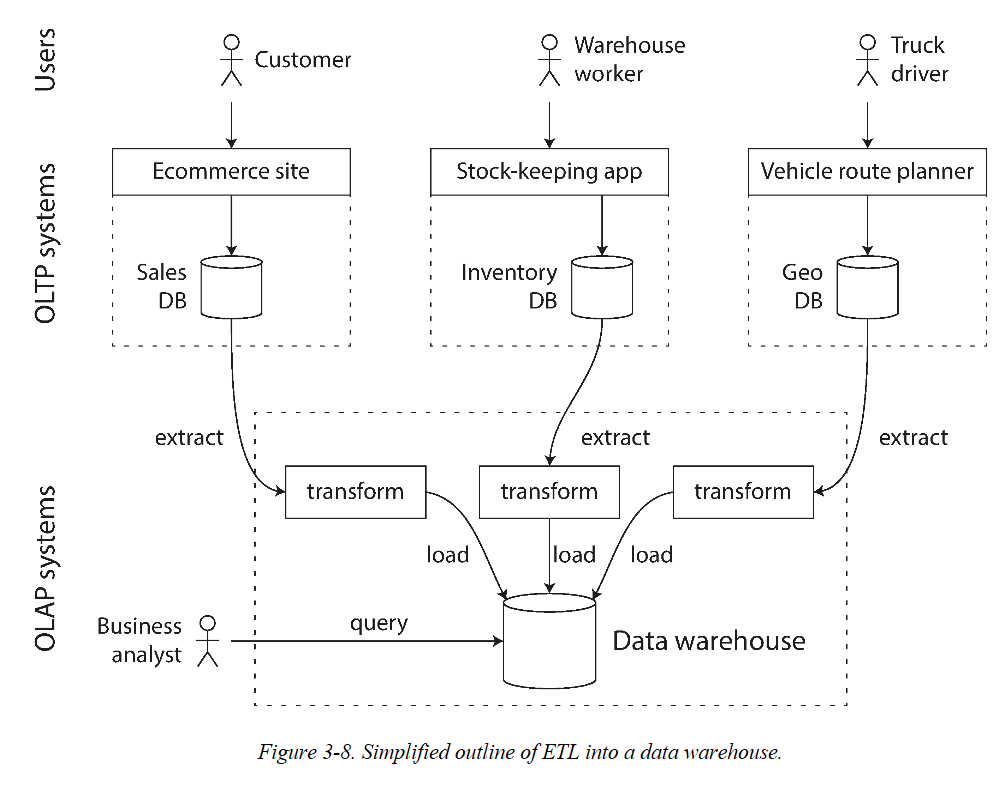 Users
Customer
Warehouse
worker
Truck
driver
OLTP systems
Ecommerce site
Stock-keeping app
Vehicle route planner
Sales
DB
Inventory
DB
Geo
DB
extract
extract
extract
OLAP systems
transform
transform
transform
load
load
load
Business
analyst
query
Data warehouse
Figure 3-8. Simplified outline of ETL into a data warehouse.